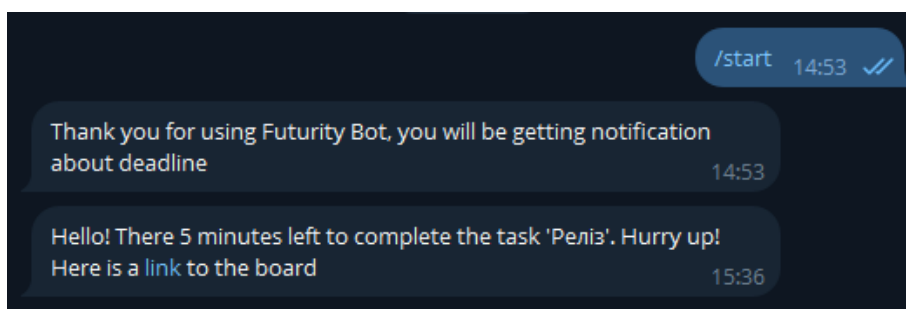 /start 14:53
Thank you for using Futurity Bot, you will be getting notification
about deadline
14:53
Hello! There 5 minutes left to complete the task 'Реліз'. Hurry up!
Here is a link to the board
15:36